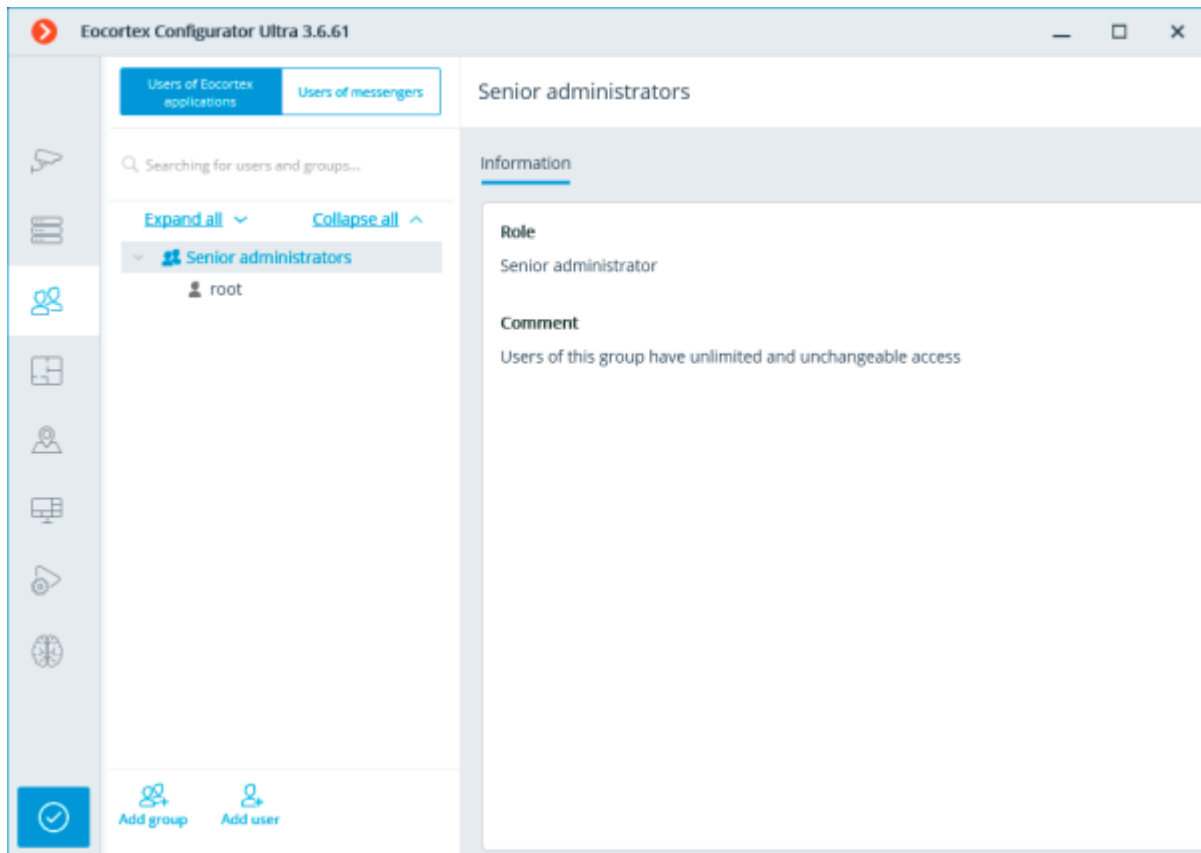 Eocortex Configurator Ultra 3.6.61
Users of Eocortex
applications
Users of messengers
Senior administrators
Searching for users and groups...
Information
Expand all
Collapse all
Senior administrators
root
Role
Senior administrator
Comment
Users of this group have unlimited and unchangeable access
Add group
Add user